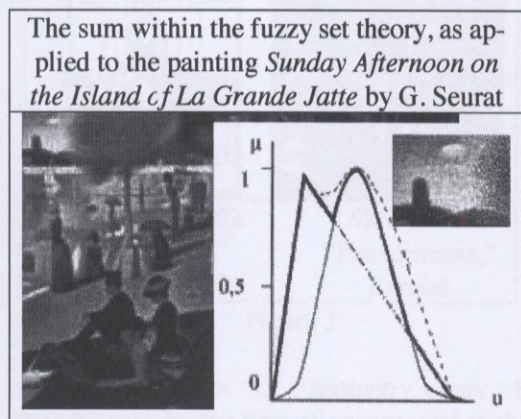 The sum within the fuzzy set theory, as ap-
plied to the painting Sunday Afternoon on
the Island cf La Grande Jatte by G. Seurat
μ
1
0,5
0
u